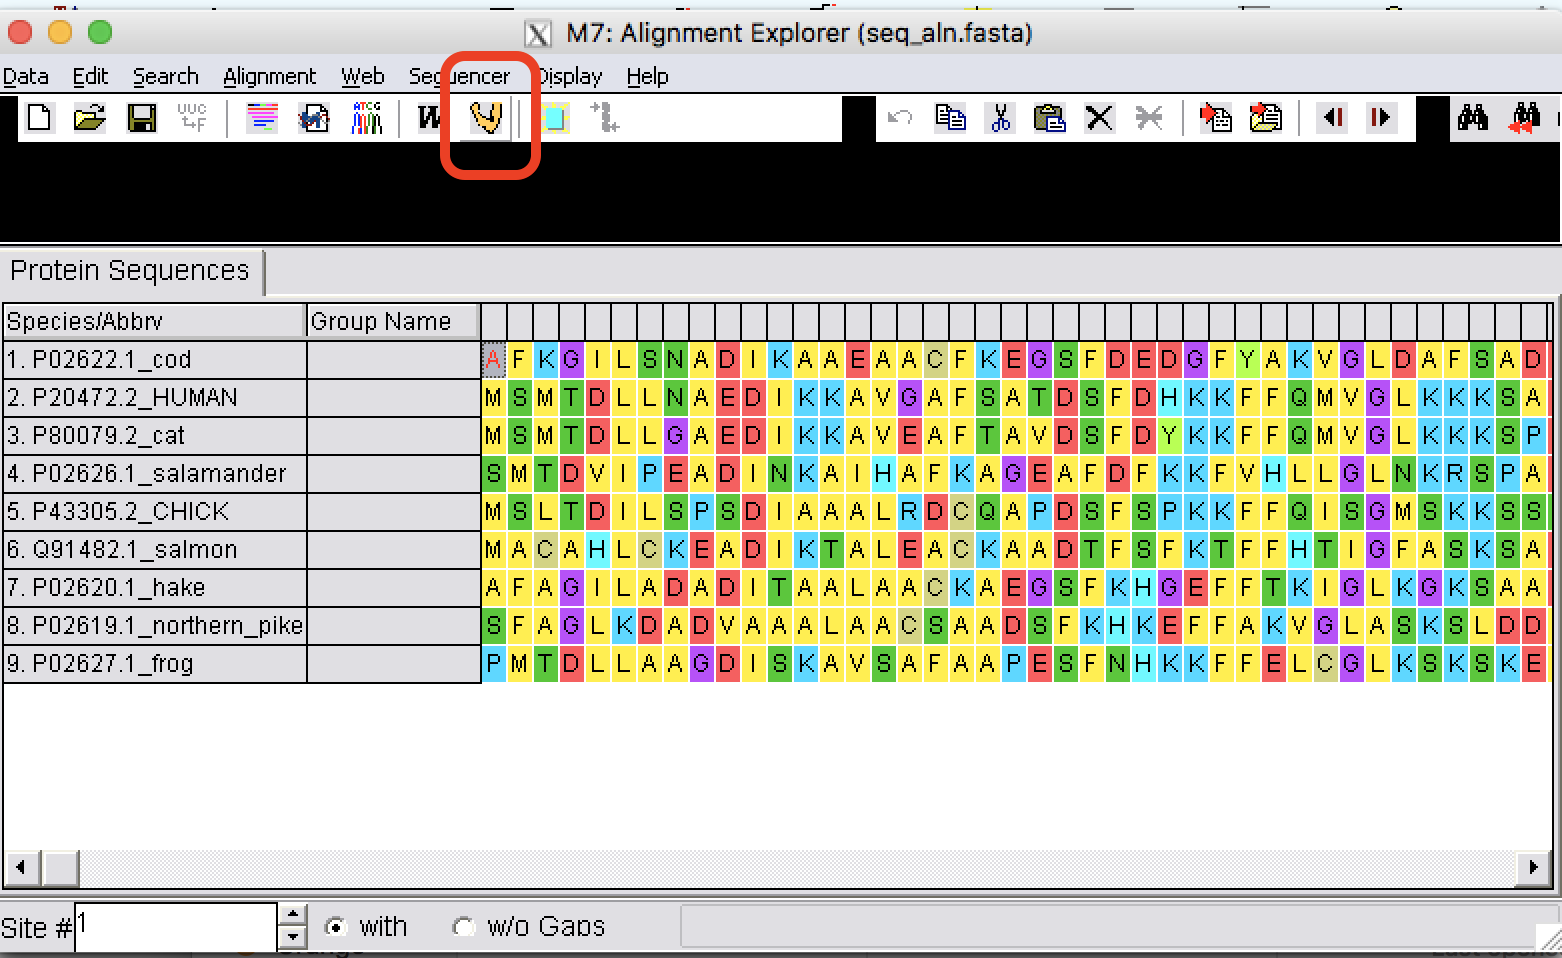 M7: Alignment Explorer (seq_aln.fasta)
Data Edit Search Alignment Web Sequencer Display Help
UUC
F
ATCG
W
Protein Sequences
Species/Abbrv Group Name
1. P02622.1_cod A F K G I L S N A D I K A A E A A C F K E G S F D E D G F Y A K V G L D A F S A D
2. P20472.2_HUMAN M S M T D L L N A E D I K K A V G A F S A T D S F D H K K F F Q M V G L K K K S A
3. P80079.2_cat M S M T D L L G A E D I K K A V E A F T A V D S F D Y K K F F Q M V G L K K K S P
4. P02626.1_salamander S M T D V I P E A D I N K A I H A F K A G E A F D F K K F V H L L G L N K R S P A
5. P43305.2_CHICK M S L T D I L S P S D I A A A L R D C Q A P D S F S P K K F F Q I S G M S K K S S
6. Q91482.1_salmon M A C A H L C K E A D I K T A L E A C K A A D T F S F K T F F H T I G F A S K S A
7. P02620.1_hake A F A G I L A D A D I T A A L A A C K A E G S F K H G E F F T K I G L K G K S A A
8. P02619.1_northern_pike S F A G L K D A D V A A A L A A C S A A D S F K H K E F F A K V G L A S K S L D D
9. P02627.1_frog P M T D L L A A G D I S K A V S A F A A P E S F N H K K F F E L C G L K S K S K E
Site # 1 with w/o Gaps